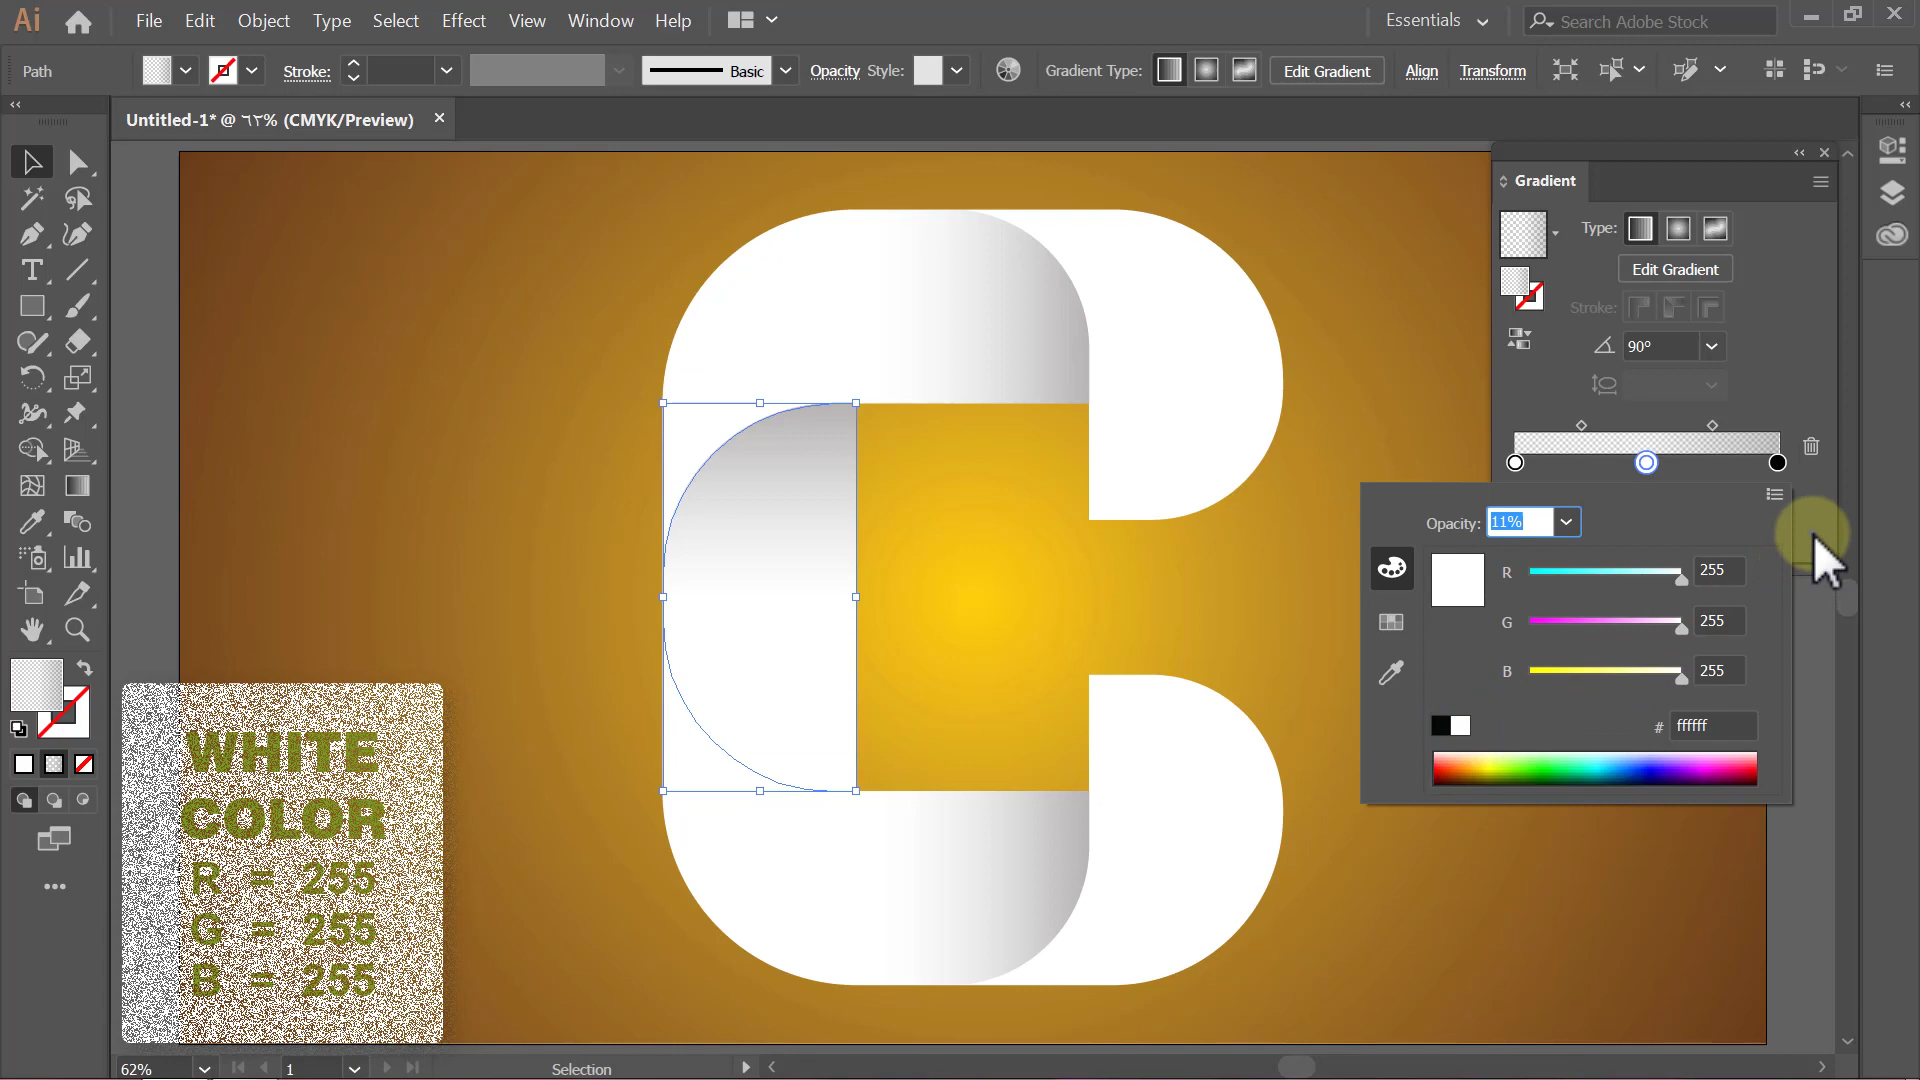 Ai File Edit Object Type Select Effect View Window Help Essentials Search Adobe Stock
Path Stroke: Basic Opacity Style: Gradient Type: Edit Gradient Align Transform
Untitled-1* @ ٦٢% (CMYK/Preview)
Gradient
Type:
Edit Gradient
Stroke:
90°
Opacity: 11%
R 255
G 255
B 255
# ffffff
WHITE
COLOR
R = 255
G = 255
B = 255
62% 1 Selection